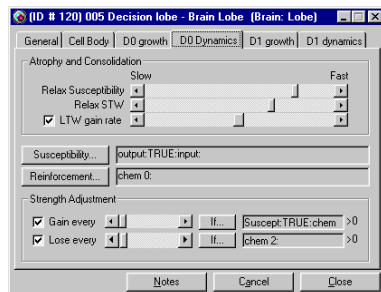 (ID # 120) 005 Decision lobe - Brain Lobe (Brain: Lobe)
General Cell Body D0 growth D0 Dynamics D1 growth D1 dynamics
Atrophy and Consolidation
Slow Fast
Relax Susceptibility
Relax STW
LTW gain rate
Susceptibility... output:TRUE:input:
Reinforcement... chem 0:
Strength Adjustment
Gain every If... Suscept:TRUE:chem >0
Lose every If... chem 2: >0
Notes Cancel Close